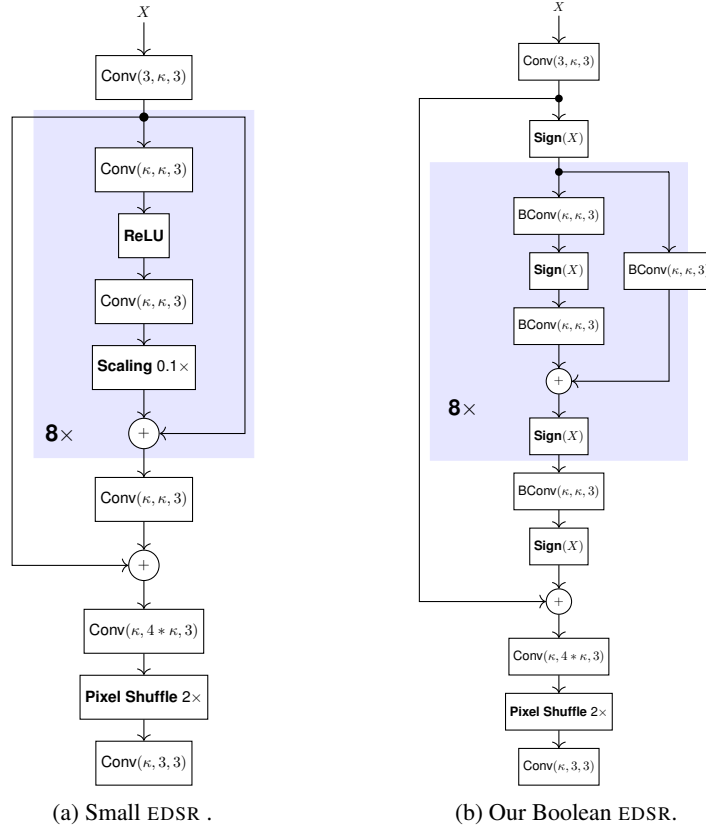 X
Conv(3, κ, 3)
Conv(κ, κ, 3)
ReLU
Conv(κ, κ, 3)
Scaling 0.1×
8×
+
Conv(κ, κ, 3)
+
Conv(κ, 4 * κ, 3)
Pixel Shuffle 2×
Conv(κ, 3, 3)
(a) Small EDSR .
X
Conv(3, κ, 3)
Sign(X)
BConv(κ, κ, 3)
Sign(X)
BConv(κ, κ, 3)
BConv(κ, κ, 3)
+
8×
Sign(X)
BConv(κ, κ, 3)
Sign(X)
+
Conv(κ, 4 * κ, 3)
Pixel Shuffle 2×
Conv(κ, 3, 3)
(b) Our Boolean EDSR.